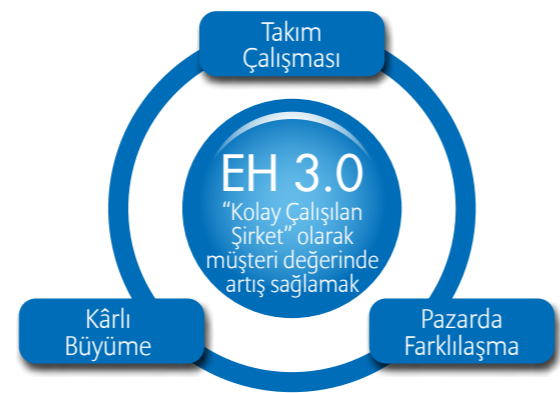 Takım
Çalışması
EH 3.0
“Kolay Çalışılan
Şirket” olarak
müşteri değerinde
artış sağlamak
Kârlı
Büyüme
Pazarda
Farklılaşma